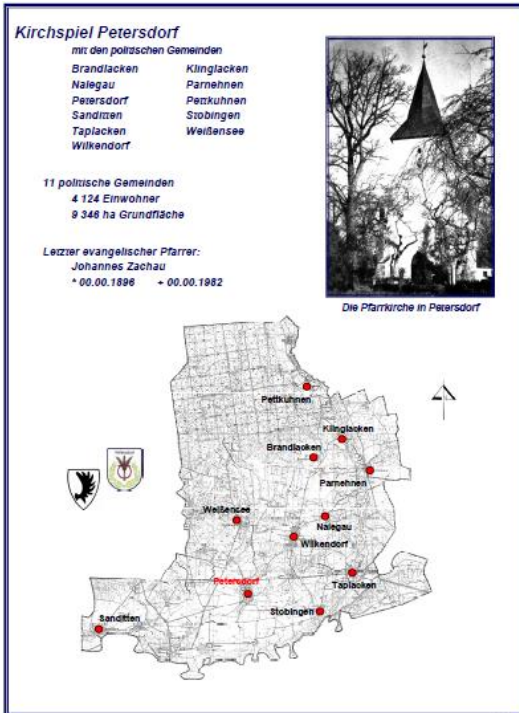 Kirchspiel Petersdorf
mit den politischen Gemeinden
Brandlacken Klinglacken
Nalegau Parnehnen
Petersdorf Pettkuhnen
Sanditten Stobingen
Taplacken Weißensee
Wilkendorf
11 politische Gemeinden
4 124 Einwohner
9 346 ha Grundfläche
Letzter evangelischer Pfarrer:
Johannes Zachau
* 00.00.1896 + 00.00.1982
Die Pfarrkirche in Petersdorf
Pettkuhnen
Klinglacken
Brandlacken
Parnehnen
Weißensee
Nalegau
Wilkendorf
Taplacken
Petersdorf
Stobingen
Sanditten